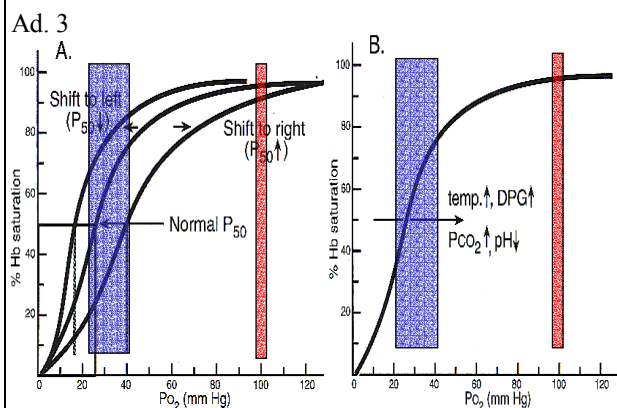 Ad. 3
A.
% Hb saturation
100
80
60
40
20
Shift to left
(P50↓)
Shift to right
(P50↑)
Normal P50
0 20 40 60 80 100 120
Po2 (mm Hg)
B.
% Hb saturation
100
80
60
40
20
temp.↑, DPG↑
Pco2↑, pH↓
0 20 40 60 80 100 120
Po2 (mm Hg)